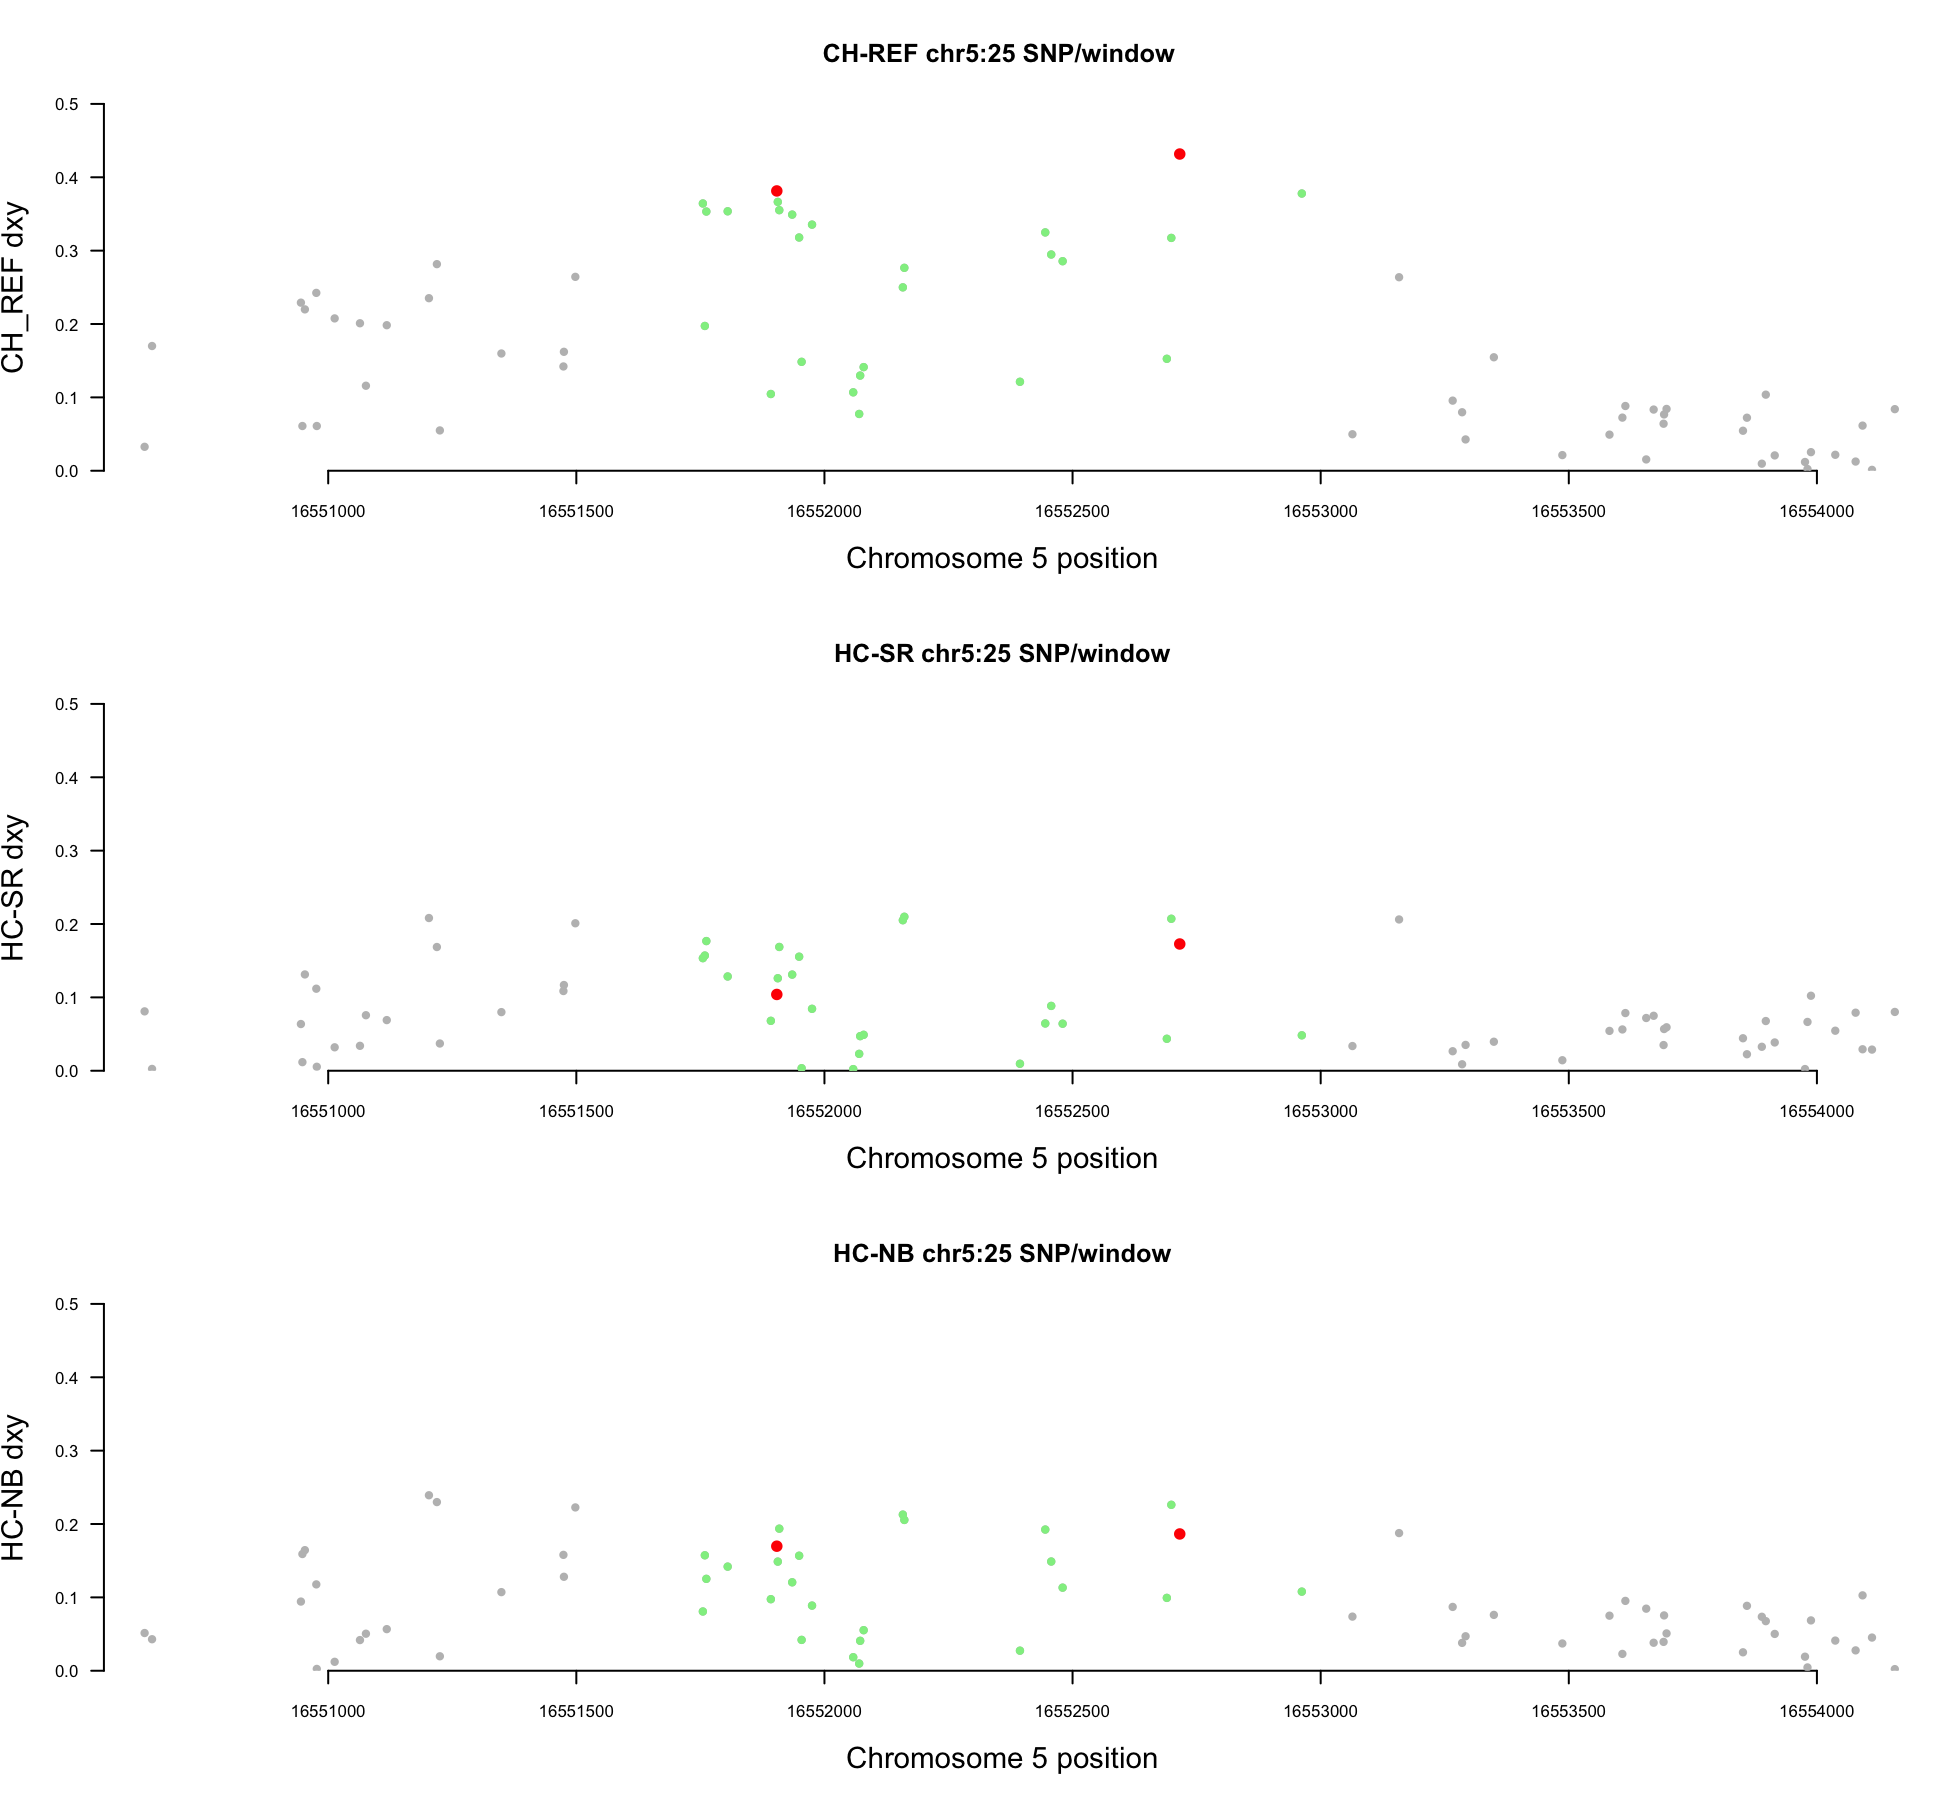 CH-REF chr5:25 SNP/window
CH_REF dxy
0.5
0.4
0.3
0.2
0.1
0.0
16551000 16551500 16552000 16552500 16553000 16553500 16554000
Chromosome 5 position
HC-SR chr5:25 SNP/window
HC-SR dxy
0.5
0.4
0.3
0.2
0.1
0.0
16551000 16551500 16552000 16552500 16553000 16553500 16554000
Chromosome 5 position
HC-NB chr5:25 SNP/window
HC-NB dxy
0.5
0.4
0.3
0.2
0.1
0.0
16551000 16551500 16552000 16552500 16553000 16553500 16554000
Chromosome 5 position